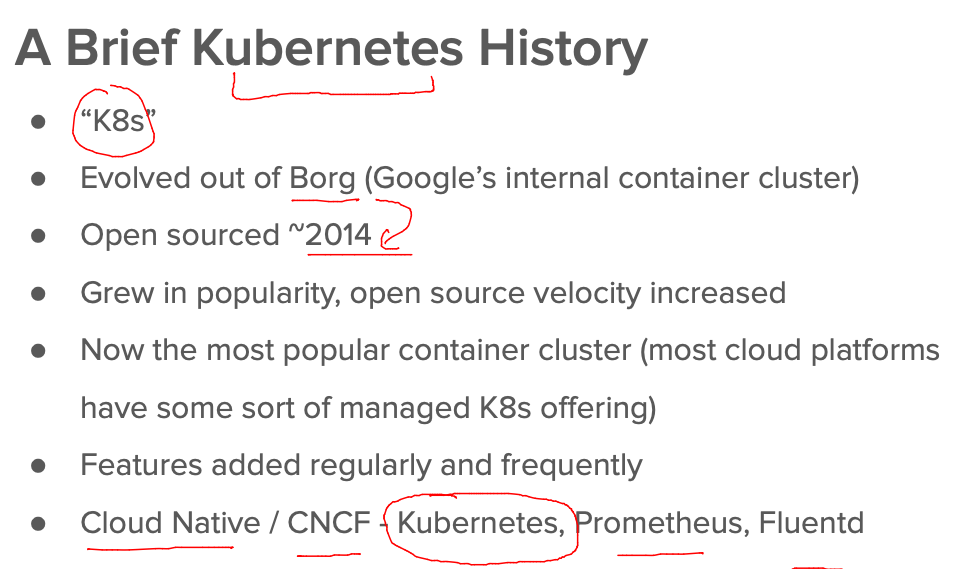 A Brief Kubernetes History
● “K8s”
● Evolved out of Borg (Google’s internal container cluster)
● Open sourced ~2014
● Grew in popularity, open source velocity increased
● Now the most popular container cluster (most cloud platforms
have some sort of managed K8s offering)
● Features added regularly and frequently
● Cloud Native / CNCF - Kubernetes, Prometheus, Fluentd